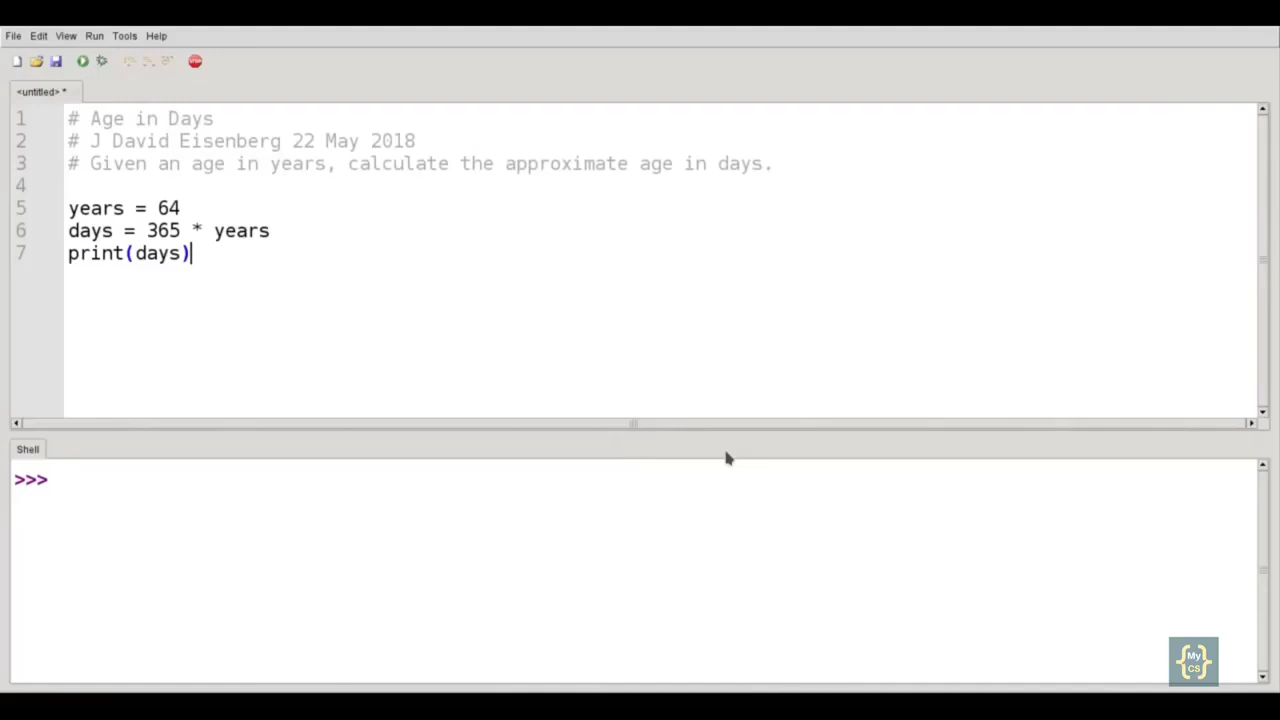 File Edit View Run Tools Help
<untitled> *
1 # Age in Days
2 # J David Eisenberg 22 May 2018
3 # Given an age in years, calculate the approximate age in days.
4
5 years = 64
6 days = 365 * years
7 print(days)
Shell
>>>
{My CS}